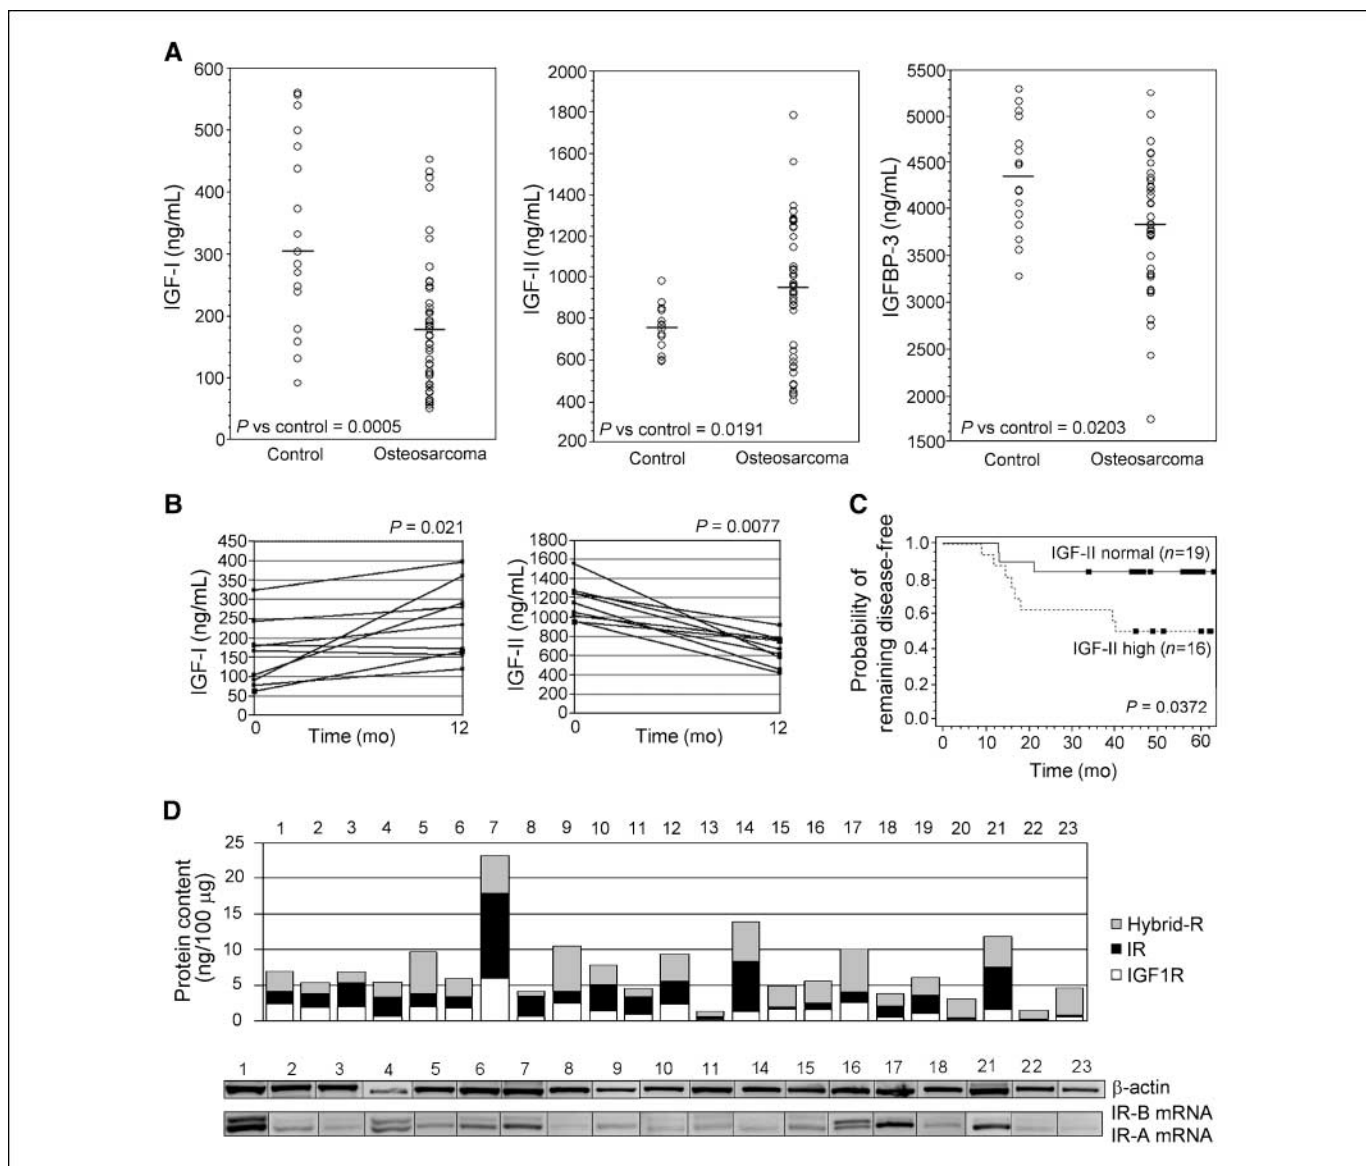 A
600
500
400
300
200
100
0
IGF-I (ng/mL)
P vs control = 0.0005
Control Osteosarcoma
2000
1800
1600
1400
1200
1000
800
600
400
200
IGF-II (ng/mL)
P vs control = 0.0191
Control Osteosarcoma
5500
5000
4500
4000
3500
3000
2500
2000
1500
IGFBP-3 (ng/mL)
P vs control = 0.0203
Control Osteosarcoma
B
P = 0.021
450
400
350
300
250
200
150
100
50
0
IGF-I (ng/mL)
0 12
Time (mo)
P = 0.0077
1800
1600
1400
1200
1000
800
600
400
200
0
IGF-II (ng/mL)
0 12
Time (mo)
C
Probability of
remaining disease-free
1.0
0.8
0.6
0.4
0.2
0.0
IGF-II normal (n=19)
IGF-II high (n=16)
P = 0.0372
0 10 20 30 40 50 60
Time (mo)
D
1 2 3 4 5 6 7 8 9 10 11 12 13 14 15 16 17 18 19 20 21 22 23
25
20
15
10
5
0
Protein content
(ng/100 μg)
Hybrid-R
IR
IGF1R
1 2 3 4 5 6 7 8 9 10 11 14 15 16 17 18 21 22 23
β-actin
IR-B mRNA
IR-A mRNA